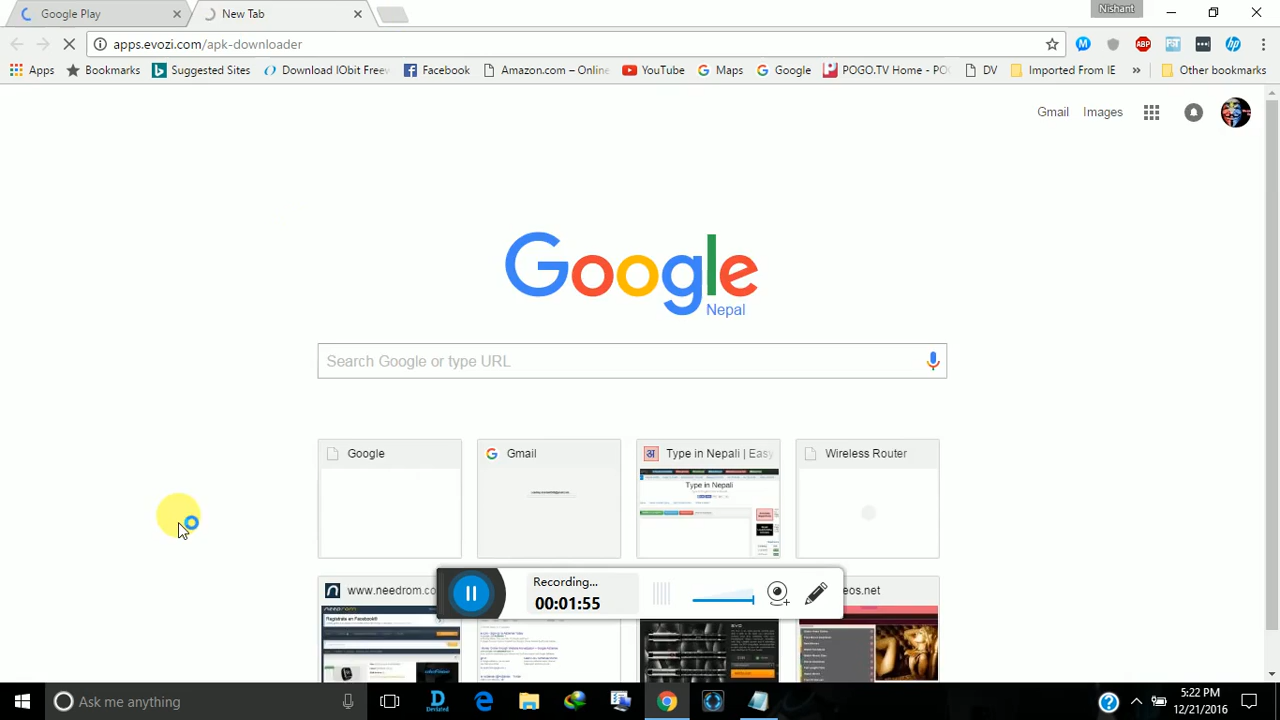 Google Play
New Tab
Nishant
apps.evozi.com/apk-downloader
Apps
Bookmarks
Suggested Sites
Download IObit Free
Facebook
Amazon.com – Online
YouTube
Maps
Google
POGO.TV Home - PO
DV
Imported From IE
»
Other bookmarks
Gmail
Images
Google
Nepal
Search Google or type URL
Google
Gmail
अ
Type in Nepali | Easy
Wireless Router
Type in Nepali
www.needrom.co
eos.net
Recording...
00:01:55
Ask me anything
5:22 PM
12/21/2016